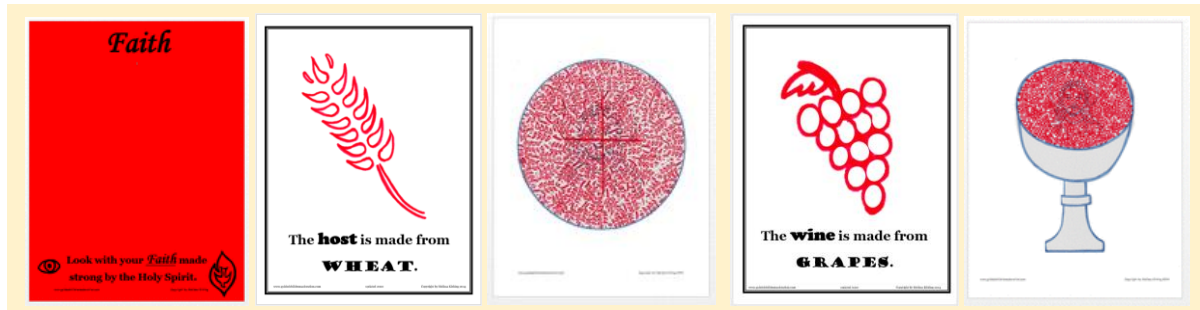 Faith
Look with your Faith made
strong by the Holy Spirit.
The host is made from
WHEAT.
The wine is made from
GRAPES.